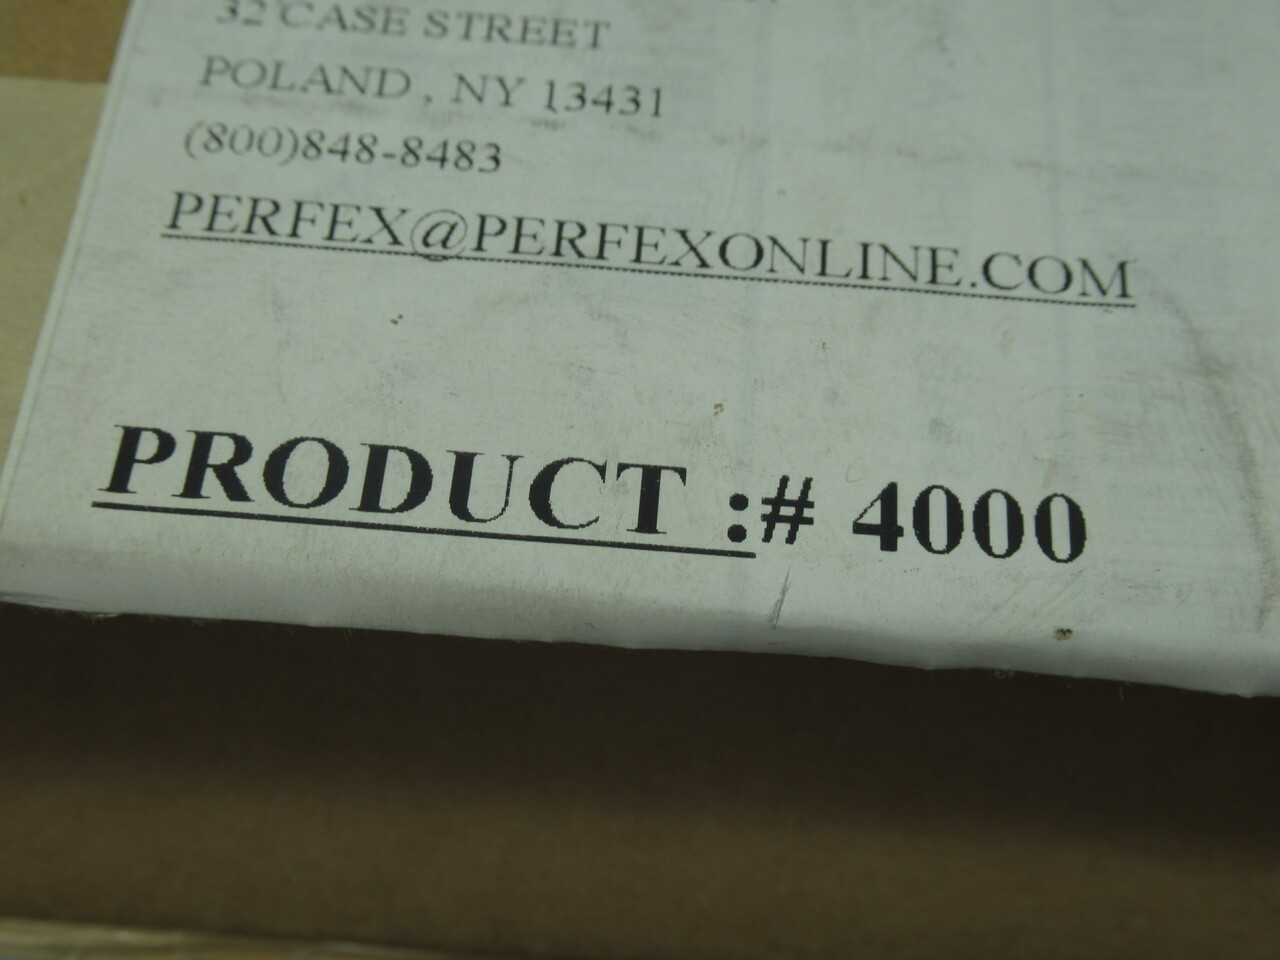 32 CASE STREET
POLAND , NY 13431
(800)848-8483
PERFEX@PERFEXONLINE.COM
PRODUCT :# 4000